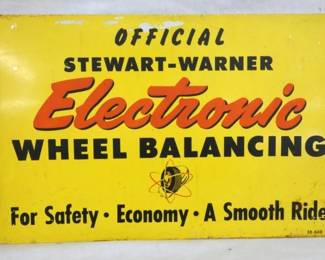 OFFICIAL
STEWART-WARNER
Electronic
WHEEL BALANCING
For Safety · Economy · A Smooth Ride